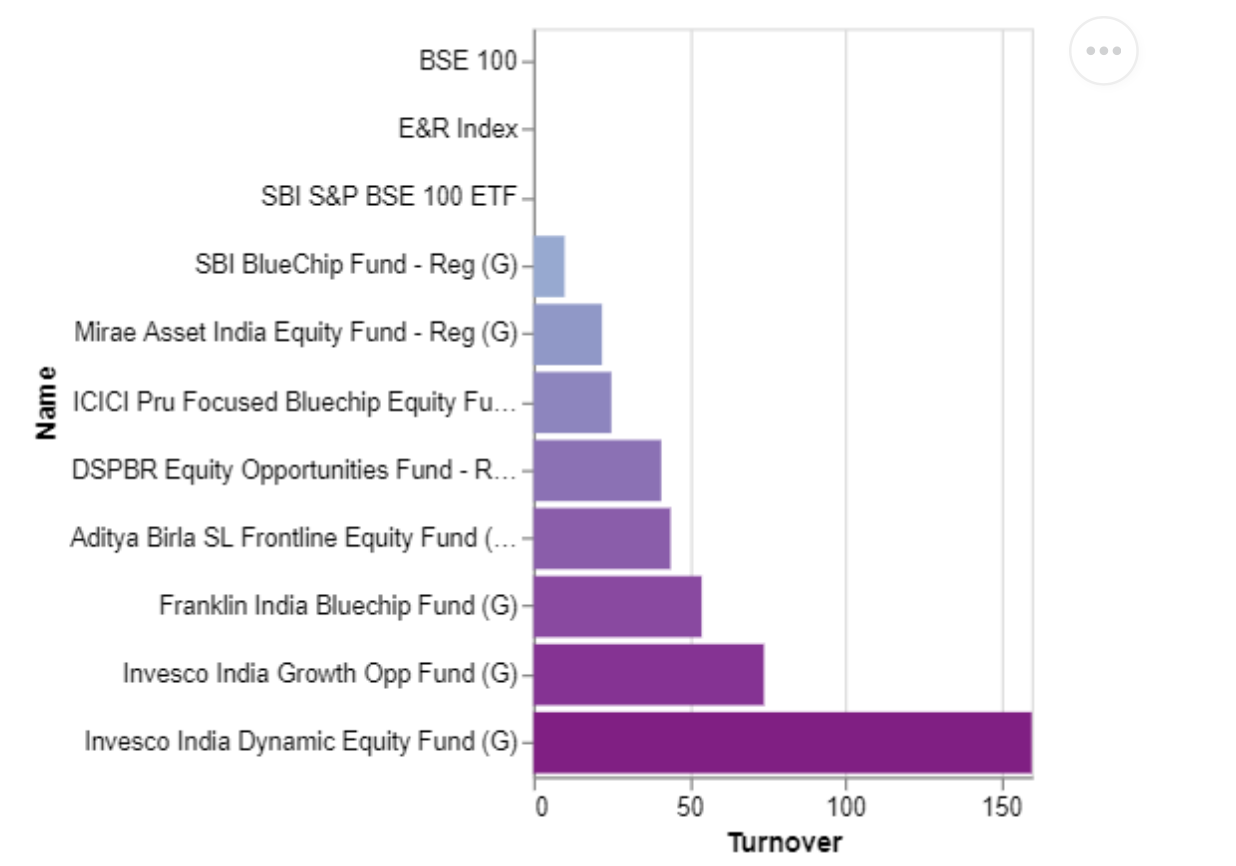 BSE 100
E&R Index
SBI S&P BSE 100 ETF
SBI BlueChip Fund - Reg (G)
Mirae Asset India Equity Fund - Reg (G)
ICICI Pru Focused Bluechip Equity Fu...
DSPBR Equity Opportunities Fund - R...
Aditya Birla SL Frontline Equity Fund (...
Franklin India Bluechip Fund (G)
Invesco India Growth Opp Fund (G)
Invesco India Dynamic Equity Fund (G)
Name
0 50 100 150
Turnover